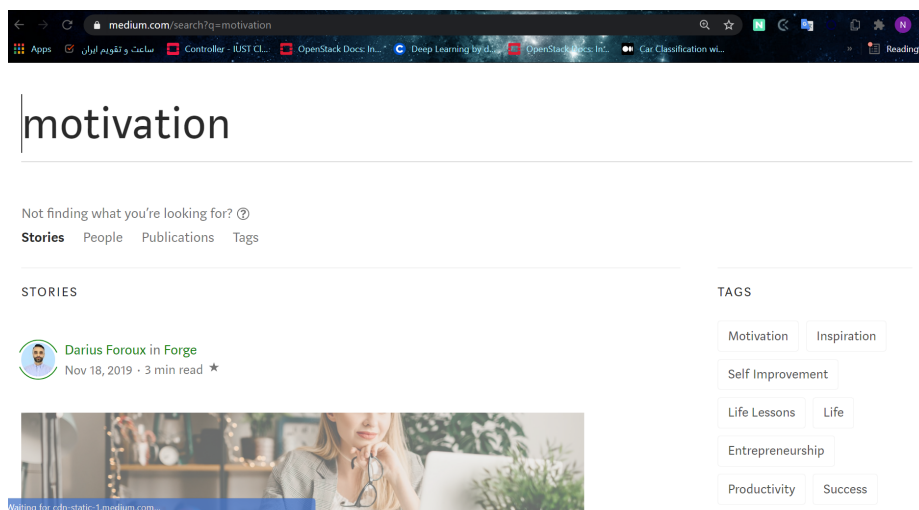 medium.com/search?q=motivation
N
N
Apps ساعت و تقویم ایران Controller - IUST Cl... OpenStack Docs: In... Deep Learning by d... OpenStack Docs: In... Car Classification wi... » Reading
motivation
Not finding what you're looking for?
Stories People Publications Tags
STORIES
TAGS
Motivation Inspiration
Darius Foroux in Forge
Nov 18, 2019 · 3 min read ★
Self Improvement
Life Lessons Life
Entrepreneurship
Productivity Success
Waiting for cdn-static-1.medium.com...